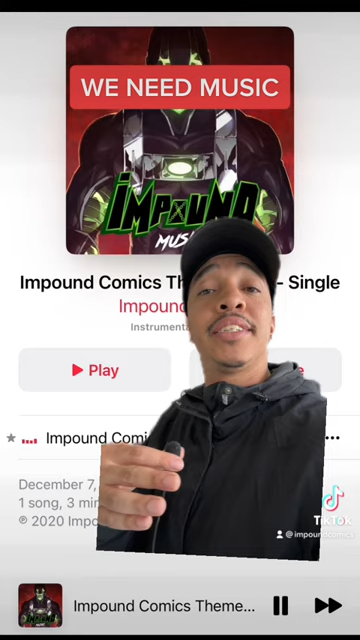 WE NEED MUSIC
IMPOUND
MUSIC
Impound Comics Th - Single
Impound
Instrumenta
Play
Impound Comi
December 7,
1 song, 3 min
℗ 2020 Impo
TikTok
@impoundcomics
Impound Comics Theme...